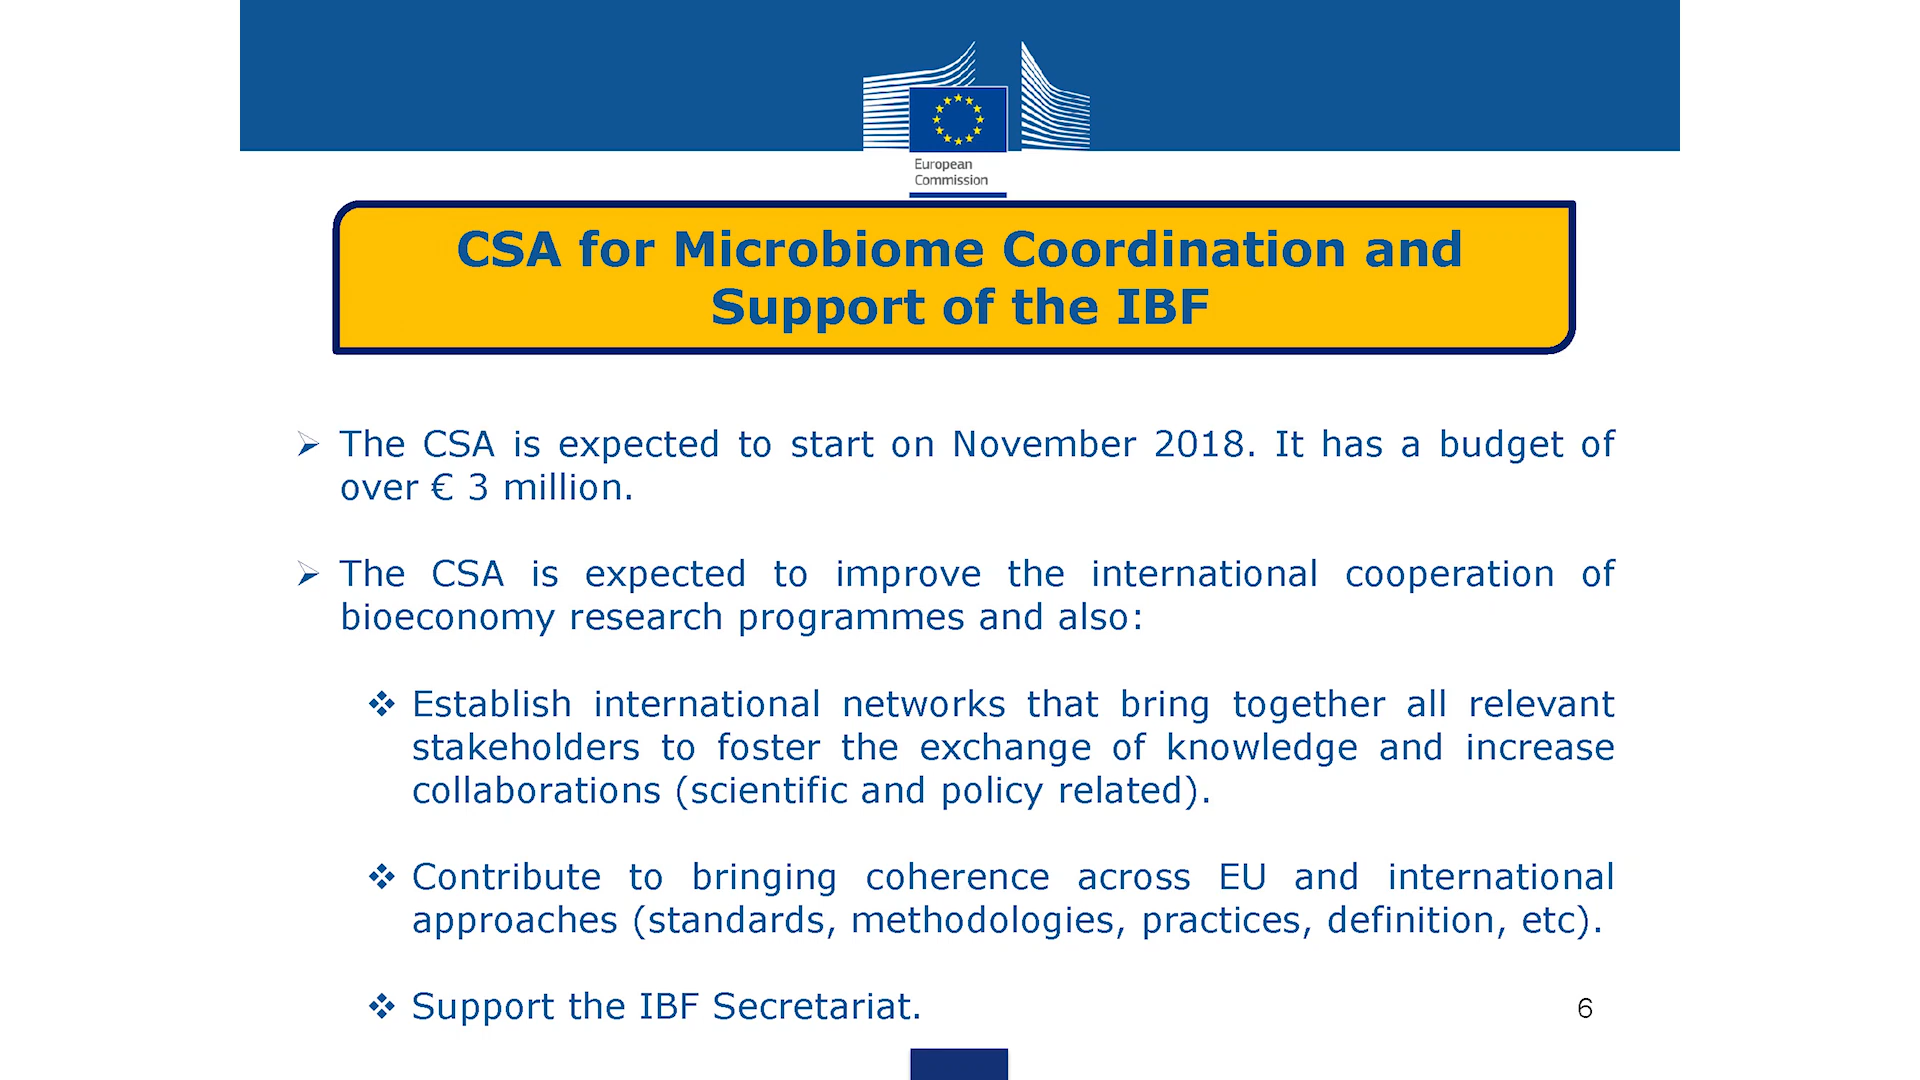 European
Commission
CSA for Microbiome Coordination and
Support of the IBF
The CSA is expected to start on November 2018. It has a budget of
over € 3 million.
The CSA is expected to improve the international cooperation of
bioeconomy research programmes and also:
Establish international networks that bring together all relevant
stakeholders to foster the exchange of knowledge and increase
collaborations (scientific and policy related).
Contribute to bringing coherence across EU and international
approaches (standards, methodologies, practices, definition, etc).
Support the IBF Secretariat.
6